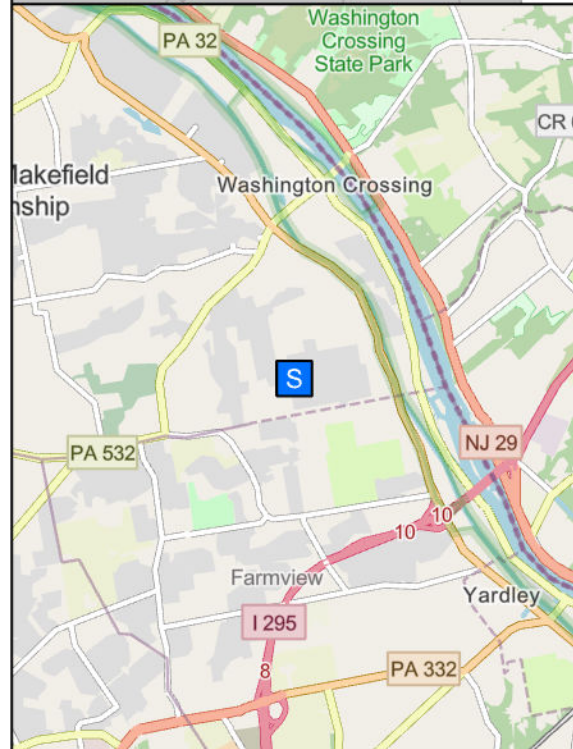 PA 32
Washington
Crossing
State Park
CR
Makefield
nship
Washington Crossing
S
PA 532
NJ 29
10
10
Farmview
Yardley
I 295
8
PA 332